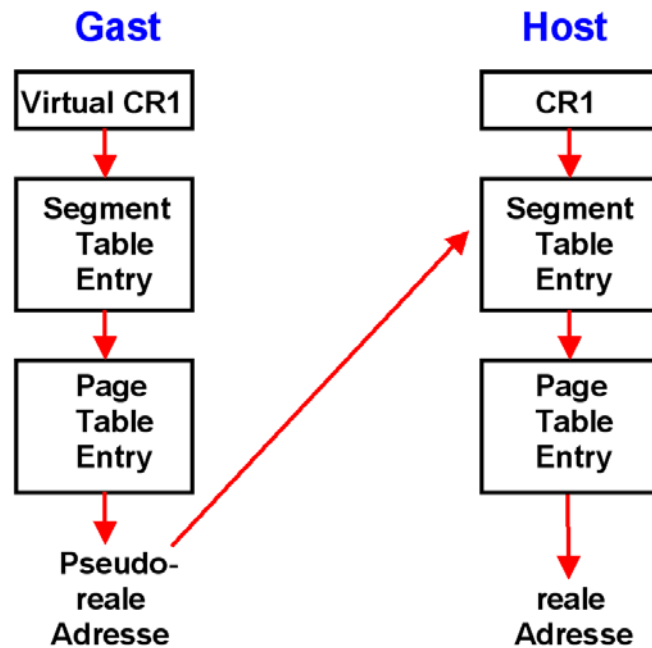 Gast
Virtual CR1
Segment
Table
Entry
Page
Table
Entry
Pseudo-
reale
Adresse
Host
CR1
Segment
Table
Entry
Page
Table
Entry
reale
Adresse